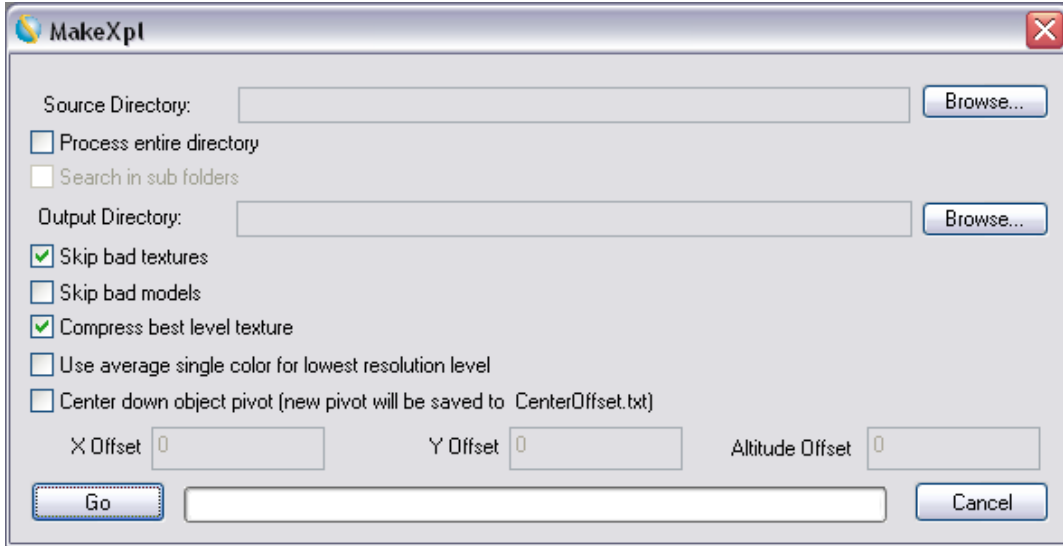 MakeXpl
Source Directory: Browse...
Process entire directory
Search in sub folders
Output Directory: Browse...
Skip bad textures
Skip bad models
Compress best level texture
Use average single color for lowest resolution level
Center down object pivot (new pivot will be saved to CenterOffset.txt)
X Offset 0 Y Offset 0 Altitude Offset 0
Go Cancel